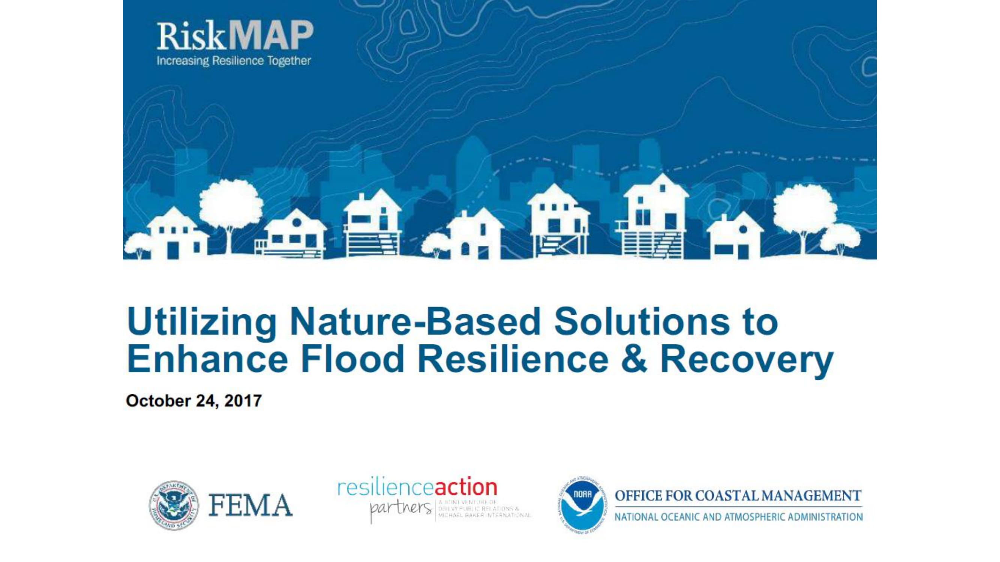 RiskMAP
Increasing Resilience Together
Utilizing Nature-Based Solutions to
Enhance Flood Resilience & Recovery
October 24, 2017
U.S. DEPARTMENT OF
HOMELAND SECURITY
FEMA
resilienceaction
partners
A JOINT VENTURE OF
OGILVY PUBLIC RELATIONS &
MICHAEL BAKER INTERNATIONAL
NATIONAL OCEANIC AND ATMOSPHERIC ADMINISTRATION
U.S. DEPARTMENT OF COMMERCE
NOAA
OFFICE FOR COASTAL MANAGEMENT
NATIONAL OCEANIC AND ATMOSPHERIC ADMINISTRATION